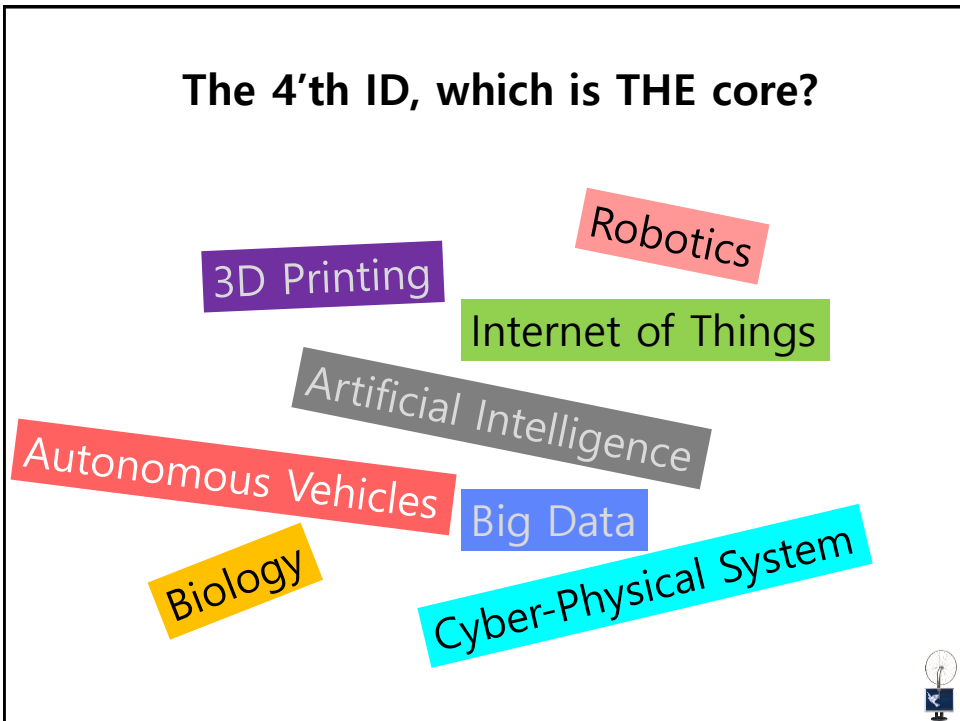 The 4’th ID, which is THE core?
Robotics
3D Printing
Internet of Things
Artificial Intelligence
Autonomous Vehicles
Big Data
Biology
Cyber-Physical System